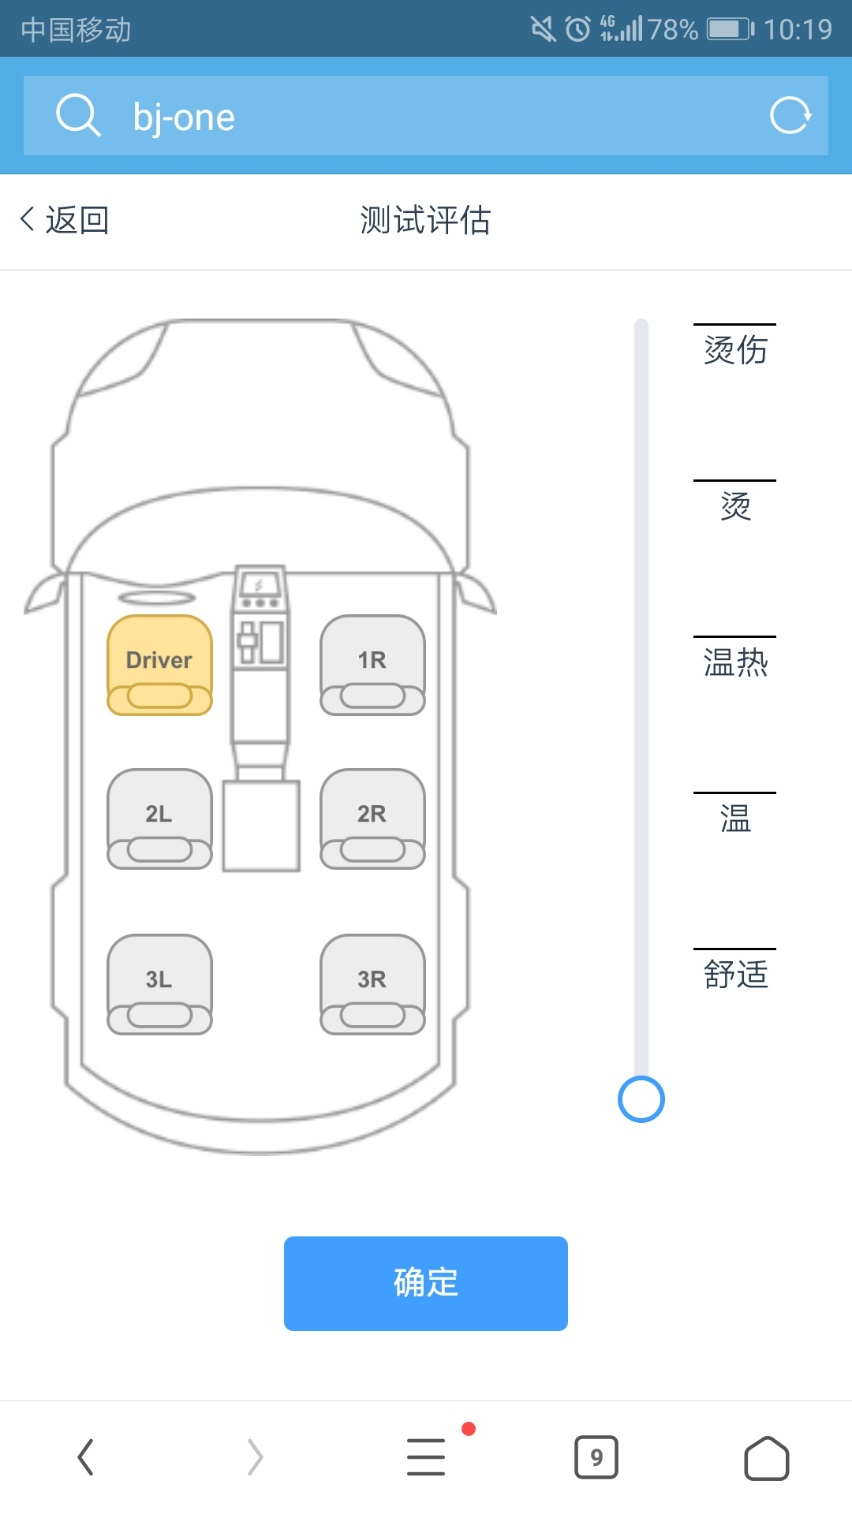 中国移动 4G 78% 10:19
bj-one
返回 测试评估
烫伤
烫
温热
温
舒适
Driver 1R
2L 2R
3L 3R
确定
9